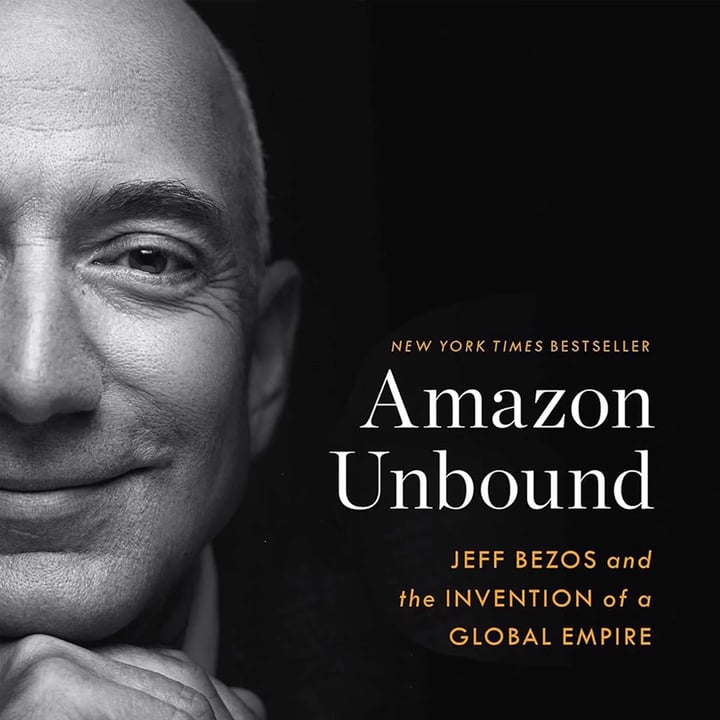 NEW YORK TIMES BESTSELLER
Amazon
Unbound
JEFF BEZOS and
the INVENTION of a
GLOBAL EMPIRE